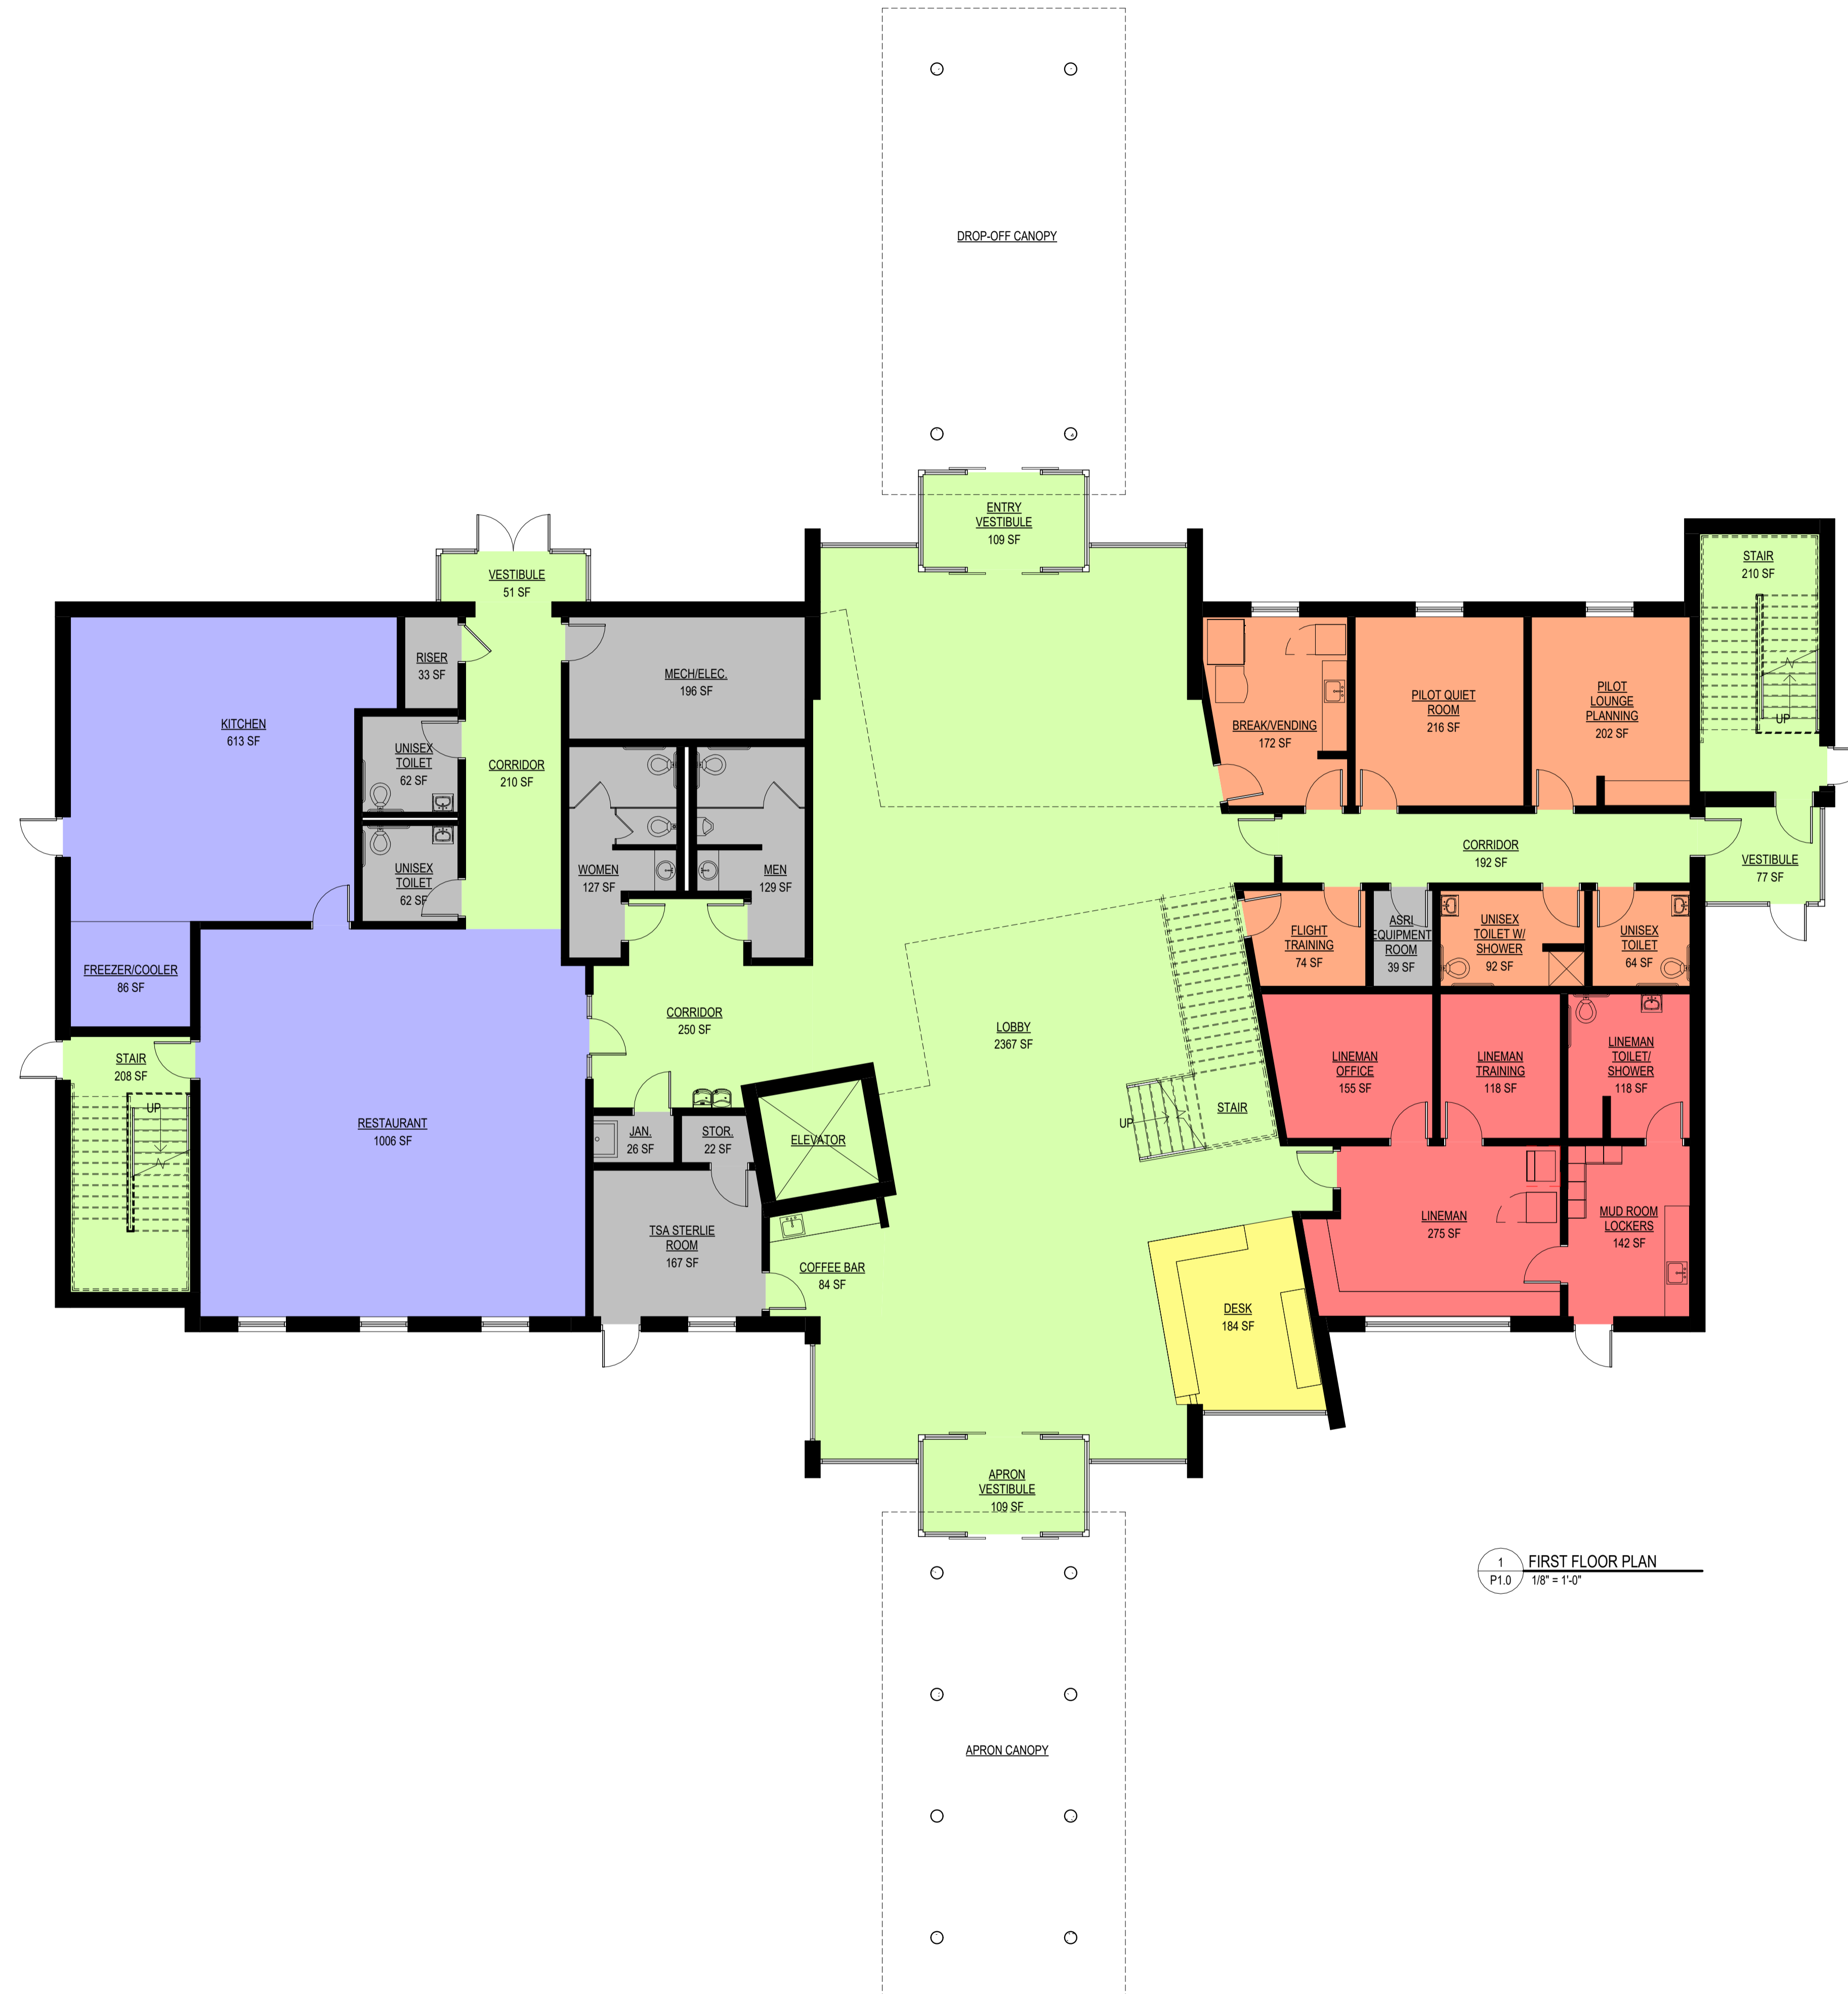 DROP-OFF CANOPY
ENTRY
VESTIBULE
109 SF
VESTIBULE
51 SF
STAIR
210 SF
RISER
33 SF
MECH/ELEC.
196 SF
KITCHEN
613 SF
UNISEX
TOILET
62 SF
CORRIDOR
210 SF
BREAK/VENDING
172 SF
PILOT QUIET
ROOM
216 SF
PILOT
LOUNGE
PLANNING
202 SF
UP
UNISEX
TOILET
62 SF
WOMEN
127 SF
MEN
129 SF
CORRIDOR
192 SF
VESTIBULE
77 SF
FREEZER/COOLER
86 SF
FLIGHT
TRAINING
74 SF
ASRI
EQUIPMENT
ROOM
39 SF
UNISEX
TOILET W/
SHOWER
92 SF
UNISEX
TOILET
64 SF
CORRIDOR
250 SF
LOBBY
2367 SF
STAIR
208 SF
UP
RESTAURANT
1006 SF
JAN.
26 SF
STOR.
22 SF
ELEVATOR
UP
STAIR
LINEMAN
OFFICE
155 SF
LINEMAN
TRAINING
118 SF
LINEMAN
TOILET/
SHOWER
118 SF
TSA STERLIE
ROOM
167 SF
COFFEE BAR
84 SF
LINEMAN
275 SF
MUD ROOM
LOCKERS
142 SF
DESK
184 SF
APRON
VESTIBULE
109 SF
1
P1.0
FIRST FLOOR PLAN
1/8" = 1'-0"
APRON CANOPY